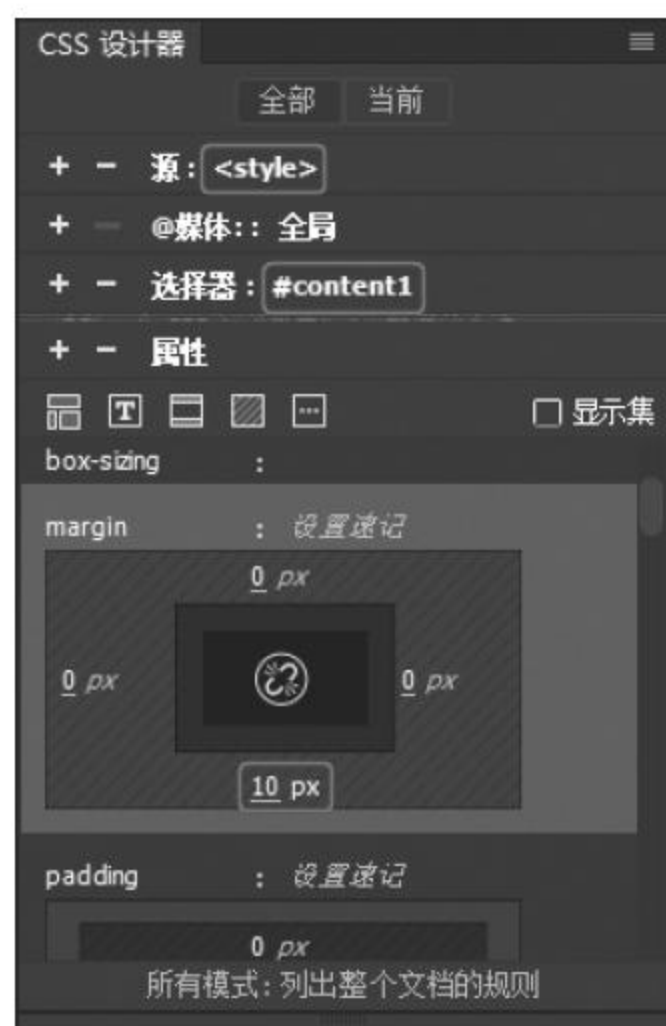 CSS 设计器
全部 当前
+ - 源: <style>
+ - @媒体:: 全局
+ - 选择器: #content1
+ - 属性
T ... 显示集
box-sizing :
margin : 设置速记
0 px
0 px 0 px
10 px
padding : 设置速记
0 px
所有模式:列出整个文档的规则